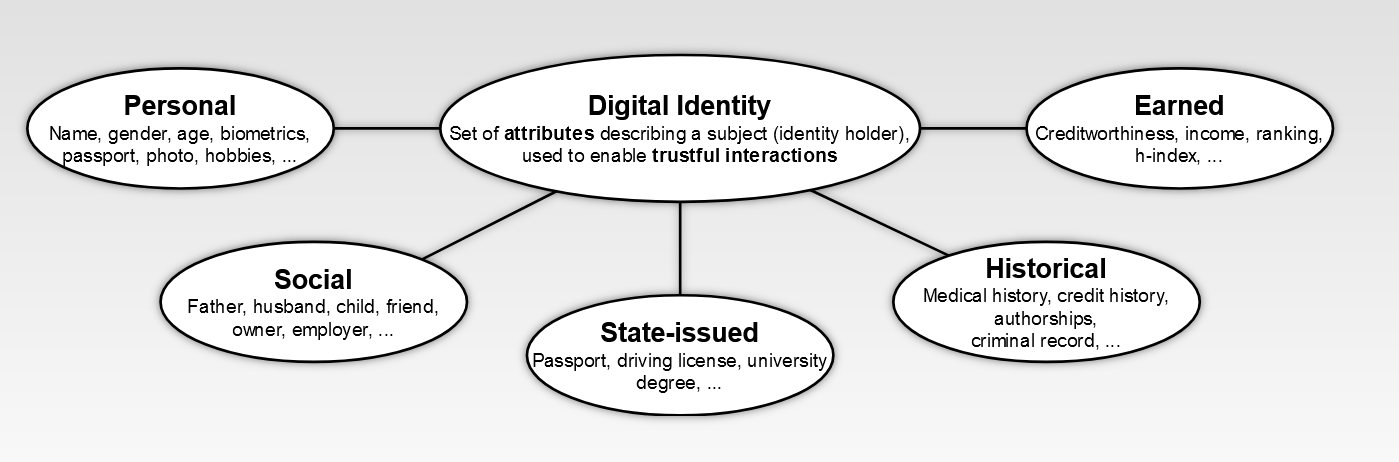 Personal
Name, gender, age, biometrics,
passport, photo, hobbies, ...
Digital Identity
Set of attributes describing a subject (identity holder),
used to enable trustful interactions
Earned
Creditworthiness, income, ranking,
h-index, ...
Social
Father, husband, child, friend,
owner, employer, ...
State-issued
Passport, driving license, university
degree, ...
Historical
Medical history, credit history,
authorships,
criminal record, ...